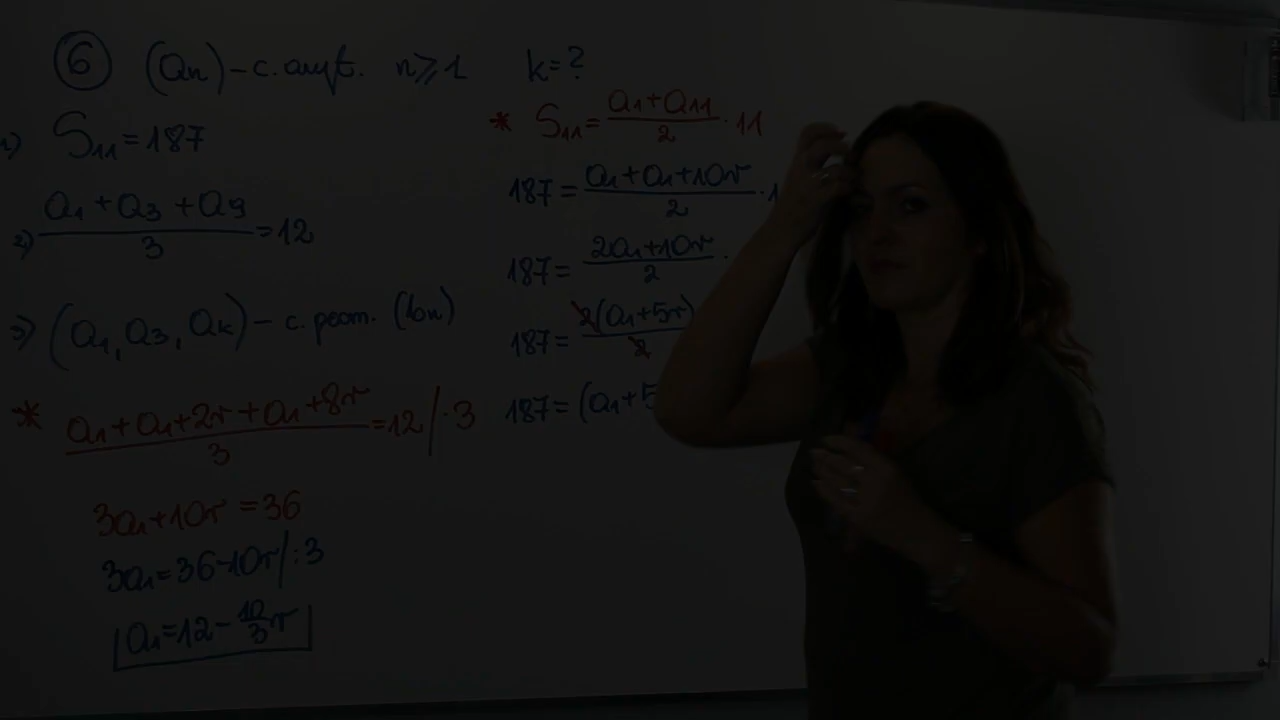 6 (an) - c. aryt. n ⩾ 1 k = ?
1) S11 = 187
2) a1 + a3 + a9 / 3 = 12
3) (a1, a3, ak) - c. geom. (bn)
* a1 + a1 + 2r + a1 + 8r / 3 = 12 / · 3
3a1 + 10r = 36
3a1 = 36 - 10r / : 3
a1 = 12 - 10/3 r
* S11 = a1 + a11 / 2 · 11
187 = a1 + a1 + 10r / 2 · 1
187 = 2a1 + 10r / 2 ·
187 = 2(a1 + 5r) / 2
187 = (a1 + 5